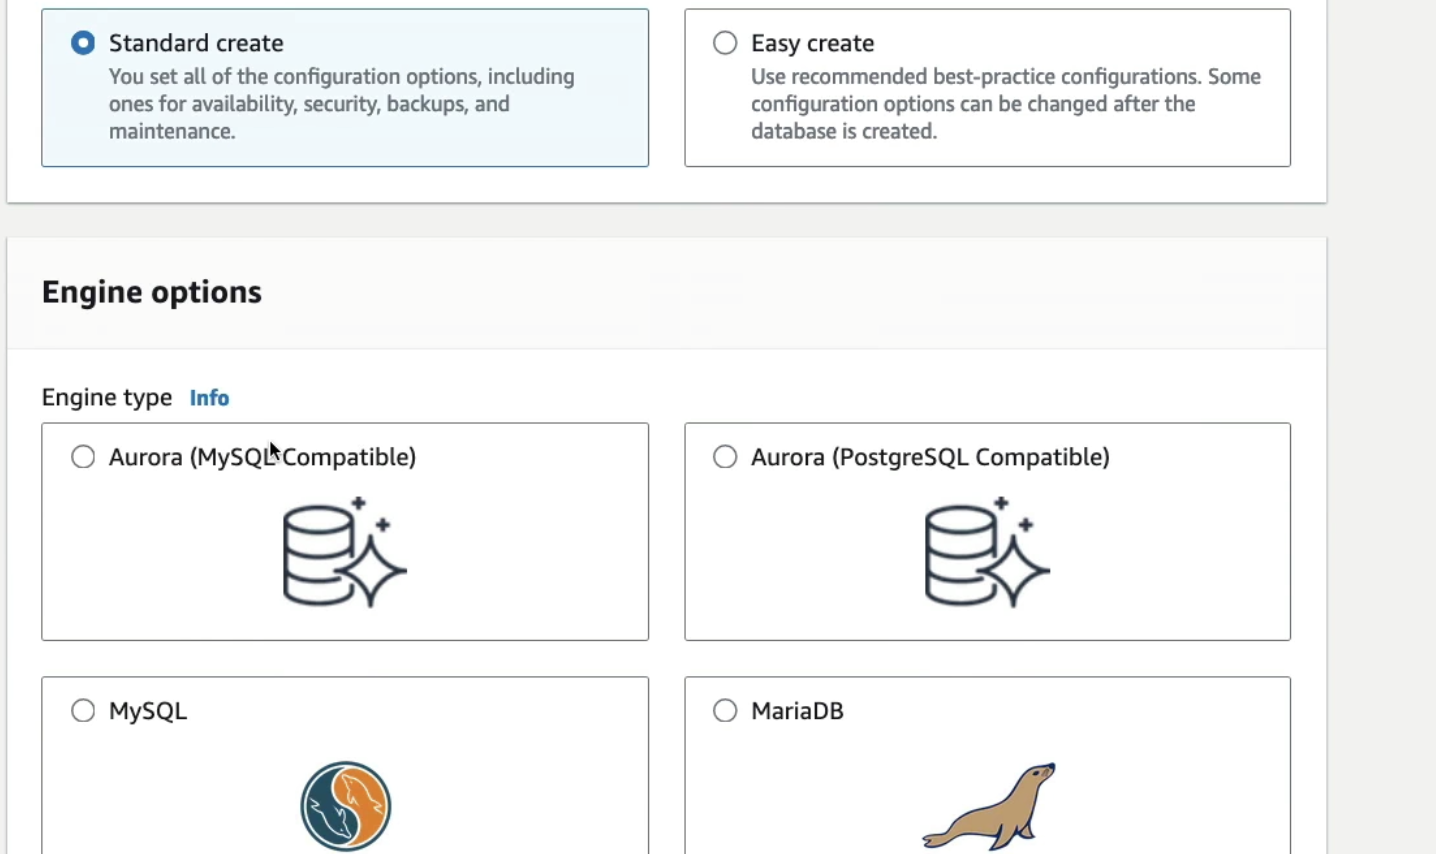 Standard create
You set all of the configuration options, including
ones for availability, security, backups, and
maintenance.
Easy create
Use recommended best-practice configurations. Some
configuration options can be changed after the
database is created.
Engine options
Engine type Info
Aurora (MySQL Compatible)
Aurora (PostgreSQL Compatible)
MySQL
MariaDB